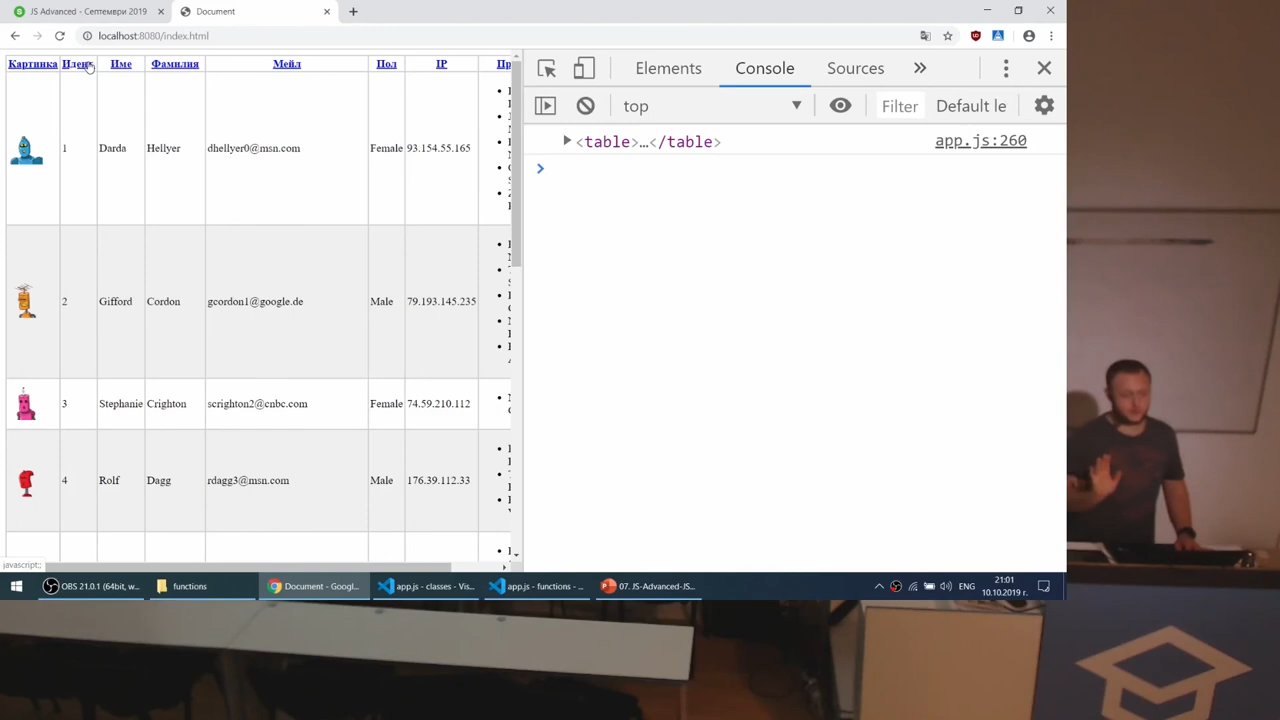 JS Advanced - Септември 2019
Document
localhost:8080/index.html
Картинка Идент Име Фамилия Мейл Пол IP Пр
1 Darda Hellyer dhellyer0@msn.com Female 93.154.55.165
2 Gifford Cordon gcordon1@google.de Male 79.193.145.235
3 Stephanie Crighton scrighton2@cnbc.com Female 74.59.210.112
4 Rolf Dagg rdagg3@msn.com Male 176.39.112.33
javascript:;
Elements Console Sources »
top Filter Default le
<table>…</table> app.js:260
OBS 21.0.1 (64bit, w...
functions
Document - Googl...
app.js - classes - Vis...
app.js - functions - ...
07. JS-Advanced-JS...
ENG
21:01
10.10.2019 г.